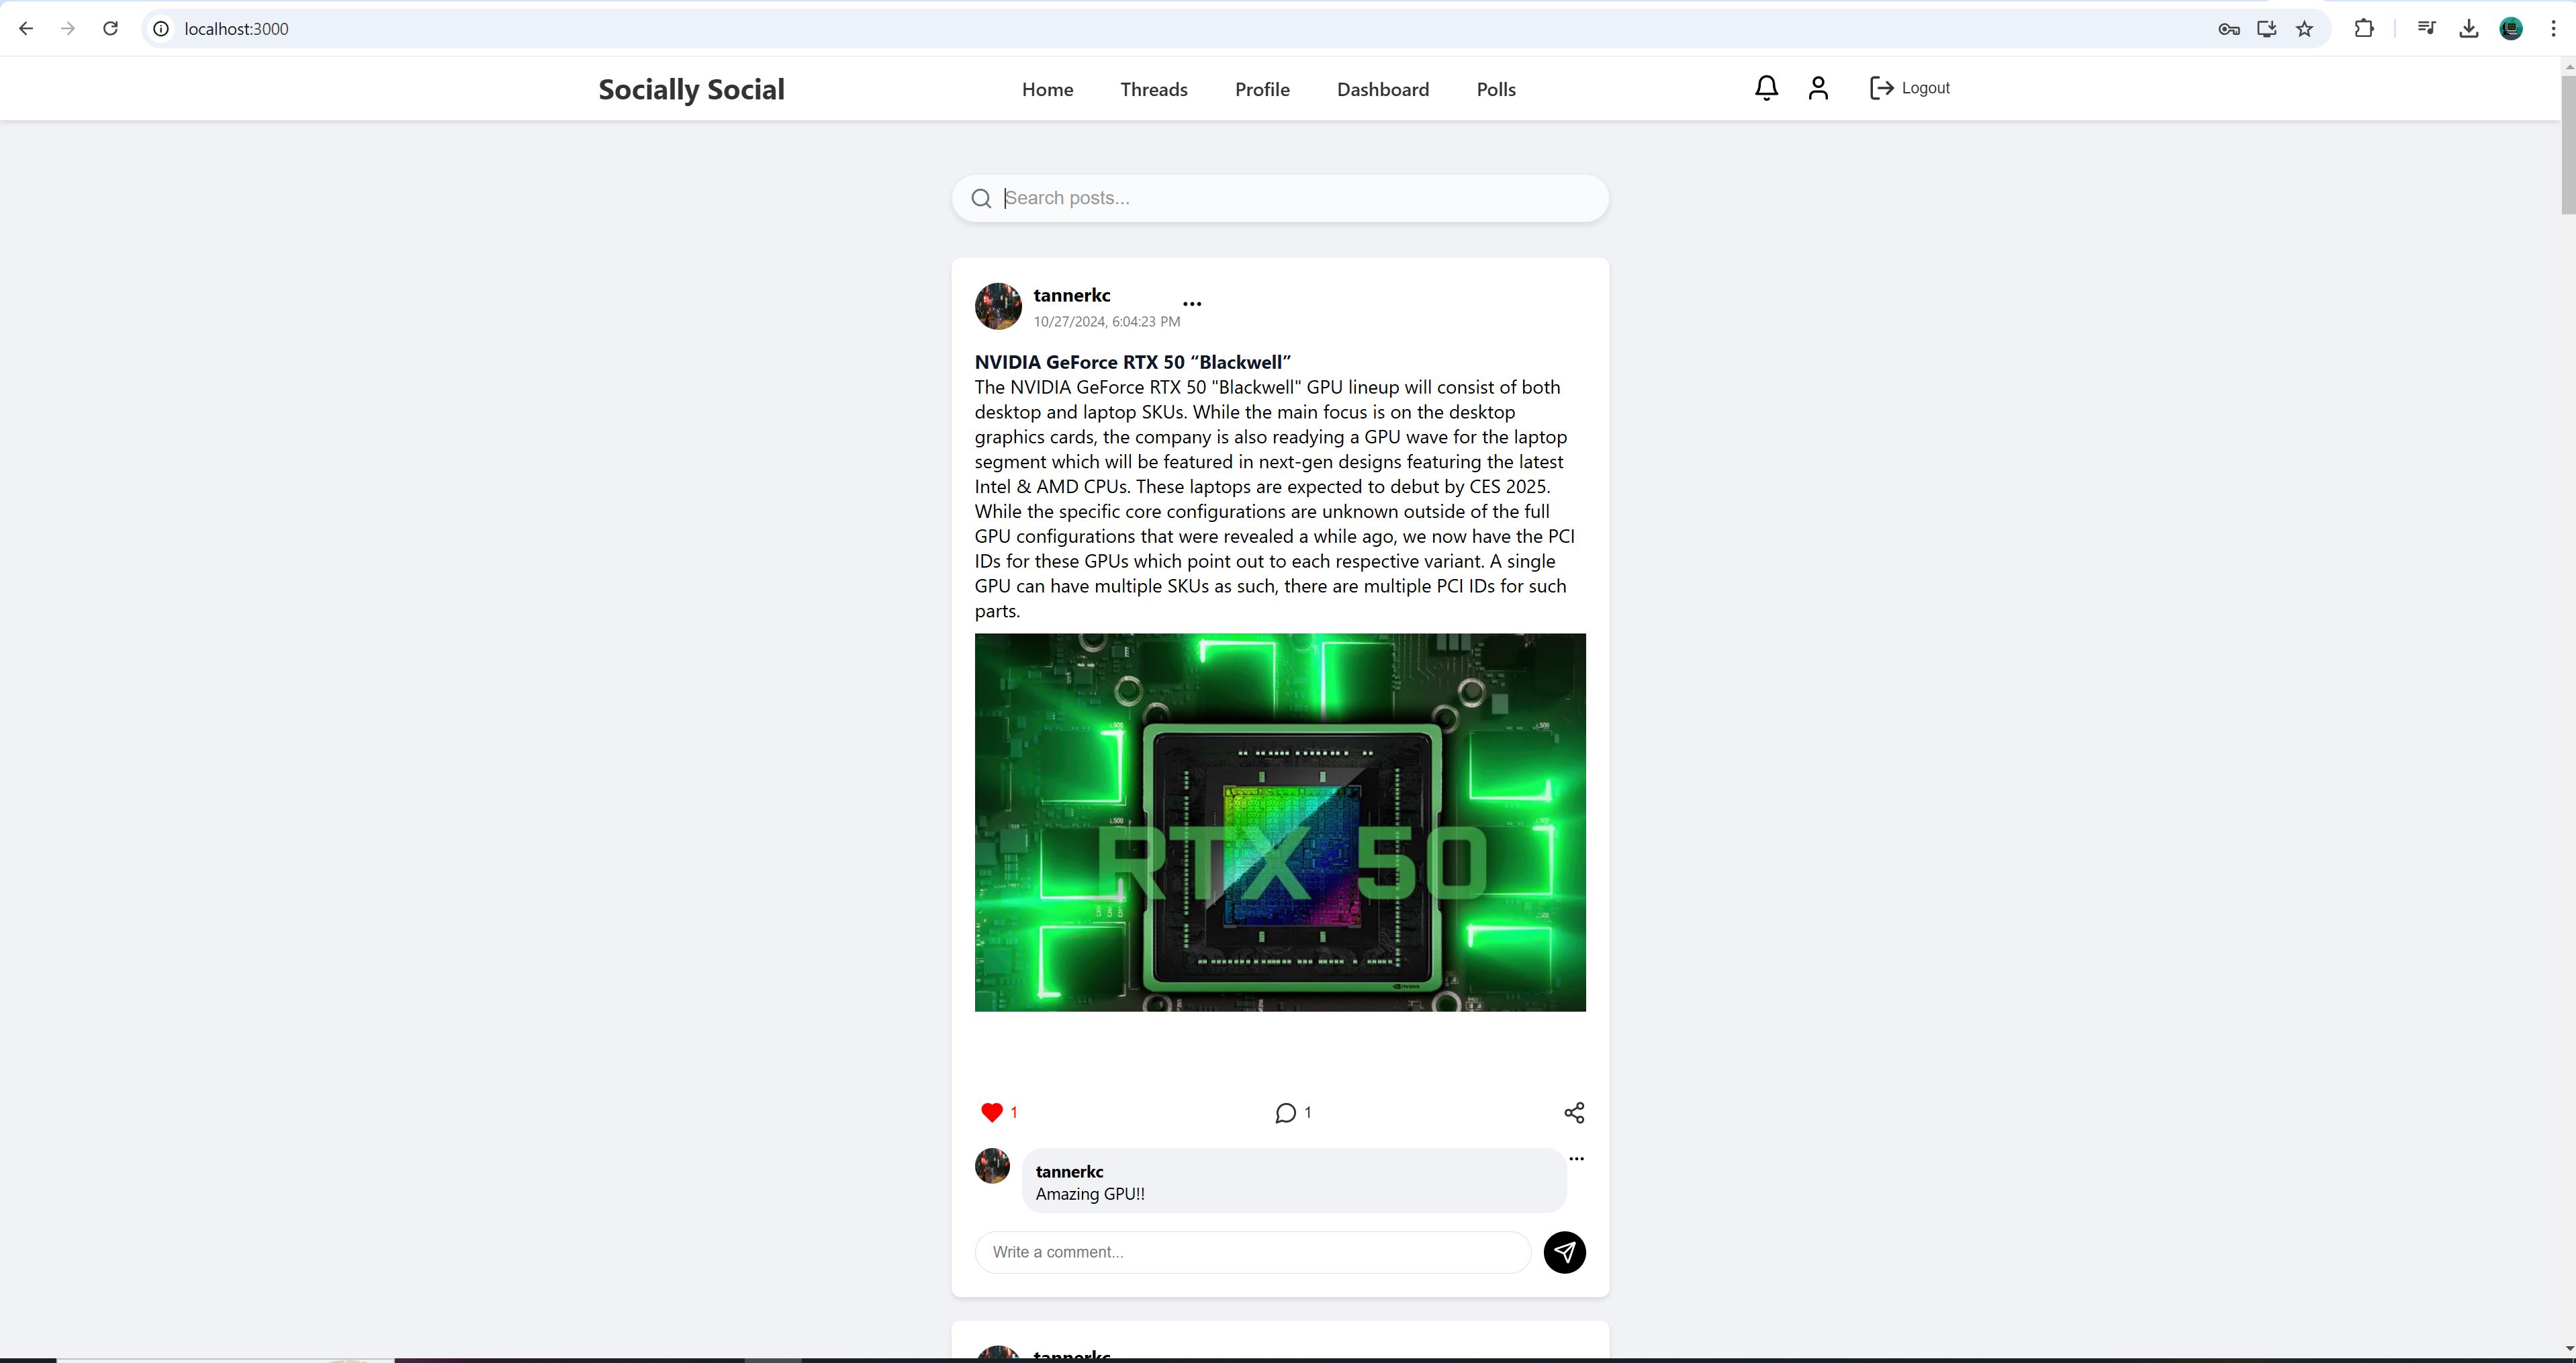 localhost:3000
Socially Social
Home Threads Profile Dashboard Polls
Logout
Search posts...
tannerkc
10/27/2024, 6:04:23 PM
NVIDIA GeForce RTX 50 “Blackwell”
The NVIDIA GeForce RTX 50 "Blackwell" GPU lineup will consist of both
desktop and laptop SKUs. While the main focus is on the desktop
graphics cards, the company is also readying a GPU wave for the laptop
segment which will be featured in next-gen designs featuring the latest
Intel & AMD CPUs. These laptops are expected to debut by CES 2025.
While the specific core configurations are unknown outside of the full
GPU configurations that were revealed a while ago, we now have the PCI
IDs for these GPUs which point out to each respective variant. A single
GPU can have multiple SKUs as such, there are multiple PCI IDs for such
parts.
L500
L500
RTX 50
NVIDIA
1
1
tannerkc
Amazing GPU!!
Write a comment...
tannerkc